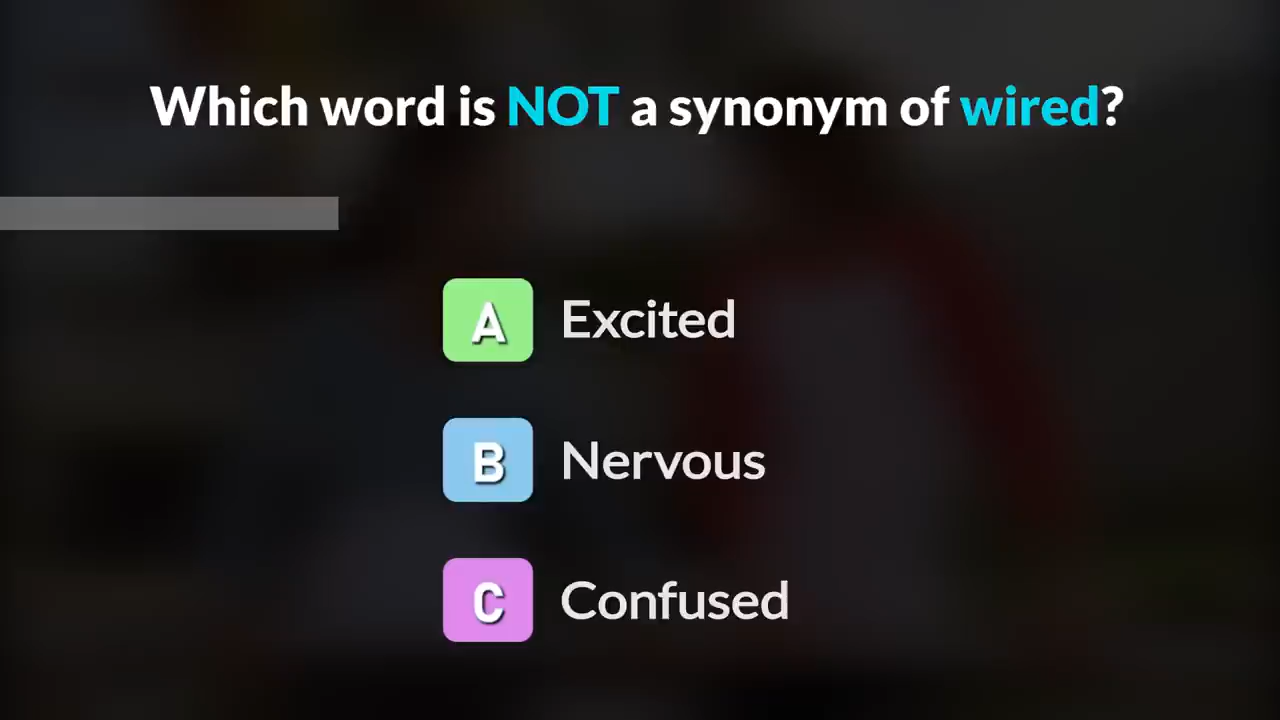 Which word is NOT a synonym of wired?
A Excited
B Nervous
C Confused